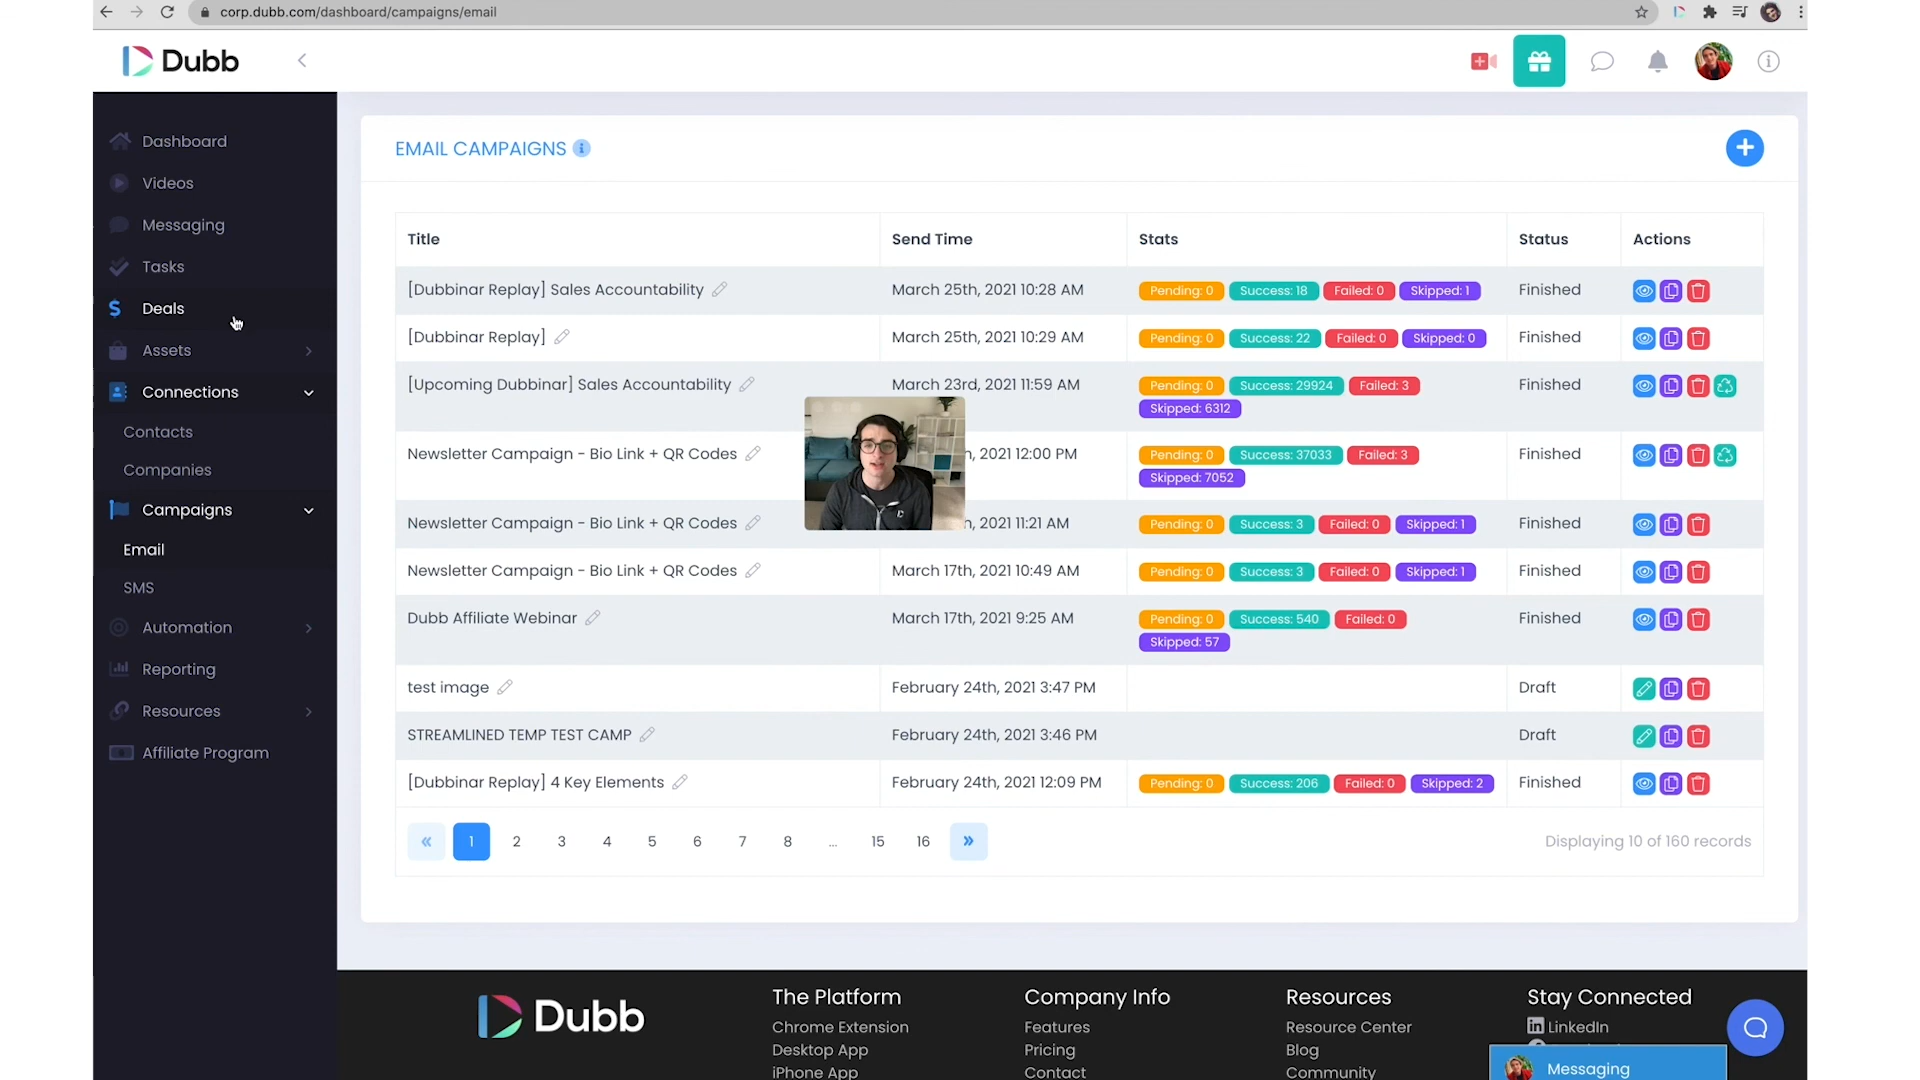 corp.dubb.com/dashboard/campaigns/email
Dubb
Dashboard
Videos
Messaging
Tasks
Deals
Assets
Connections
Contacts
Companies
Campaigns
Email
SMS
Automation
Reporting
Resources
Affiliate Program
EMAIL CAMPAIGNS
Title Send Time Stats Status Actions
[Dubbinar Replay] Sales Accountability March 25th, 2021 10:28 AM Pending: 0 Success: 18 Failed: 0 Skipped: 1 Finished
[Dubbinar Replay] March 25th, 2021 10:29 AM Pending: 0 Success: 22 Failed: 0 Skipped: 0 Finished
[Upcoming Dubbinar] Sales Accountability March 23rd, 2021 11:59 AM Pending: 0 Success: 29924 Failed: 3 Finished
Skipped: 6312
Newsletter Campaign - Bio Link + QR Codes 2021 12:00 PM Pending: 0 Success: 37033 Failed: 3 Finished
Skipped: 7052
Newsletter Campaign - Bio Link + QR Codes 2021 11:21 AM Pending: 0 Success: 3 Failed: 0 Skipped: 1 Finished
Newsletter Campaign - Bio Link + QR Codes March 17th, 2021 10:49 AM Pending: 0 Success: 3 Failed: 0 Skipped: 1 Finished
Dubb Affiliate Webinar March 17th, 2021 9:25 AM Pending: 0 Success: 540 Failed: 0 Finished
Skipped: 57
test image February 24th, 2021 3:47 PM Draft
STREAMLINED TEMP TEST CAMP February 24th, 2021 3:46 PM Draft
[Dubbinar Replay] 4 Key Elements February 24th, 2021 12:09 PM Pending: 0 Success: 206 Failed: 0 Skipped: 2 Finished
« 1 2 3 4 5 6 7 8 ... 15 16 » Displaying 10 of 160 records
Dubb
The Platform
Chrome Extension
Desktop App
iPhone App
Company Info
Features
Pricing
Contact
Resources
Resource Center
Blog
Community
Stay Connected
LinkedIn
Messaging